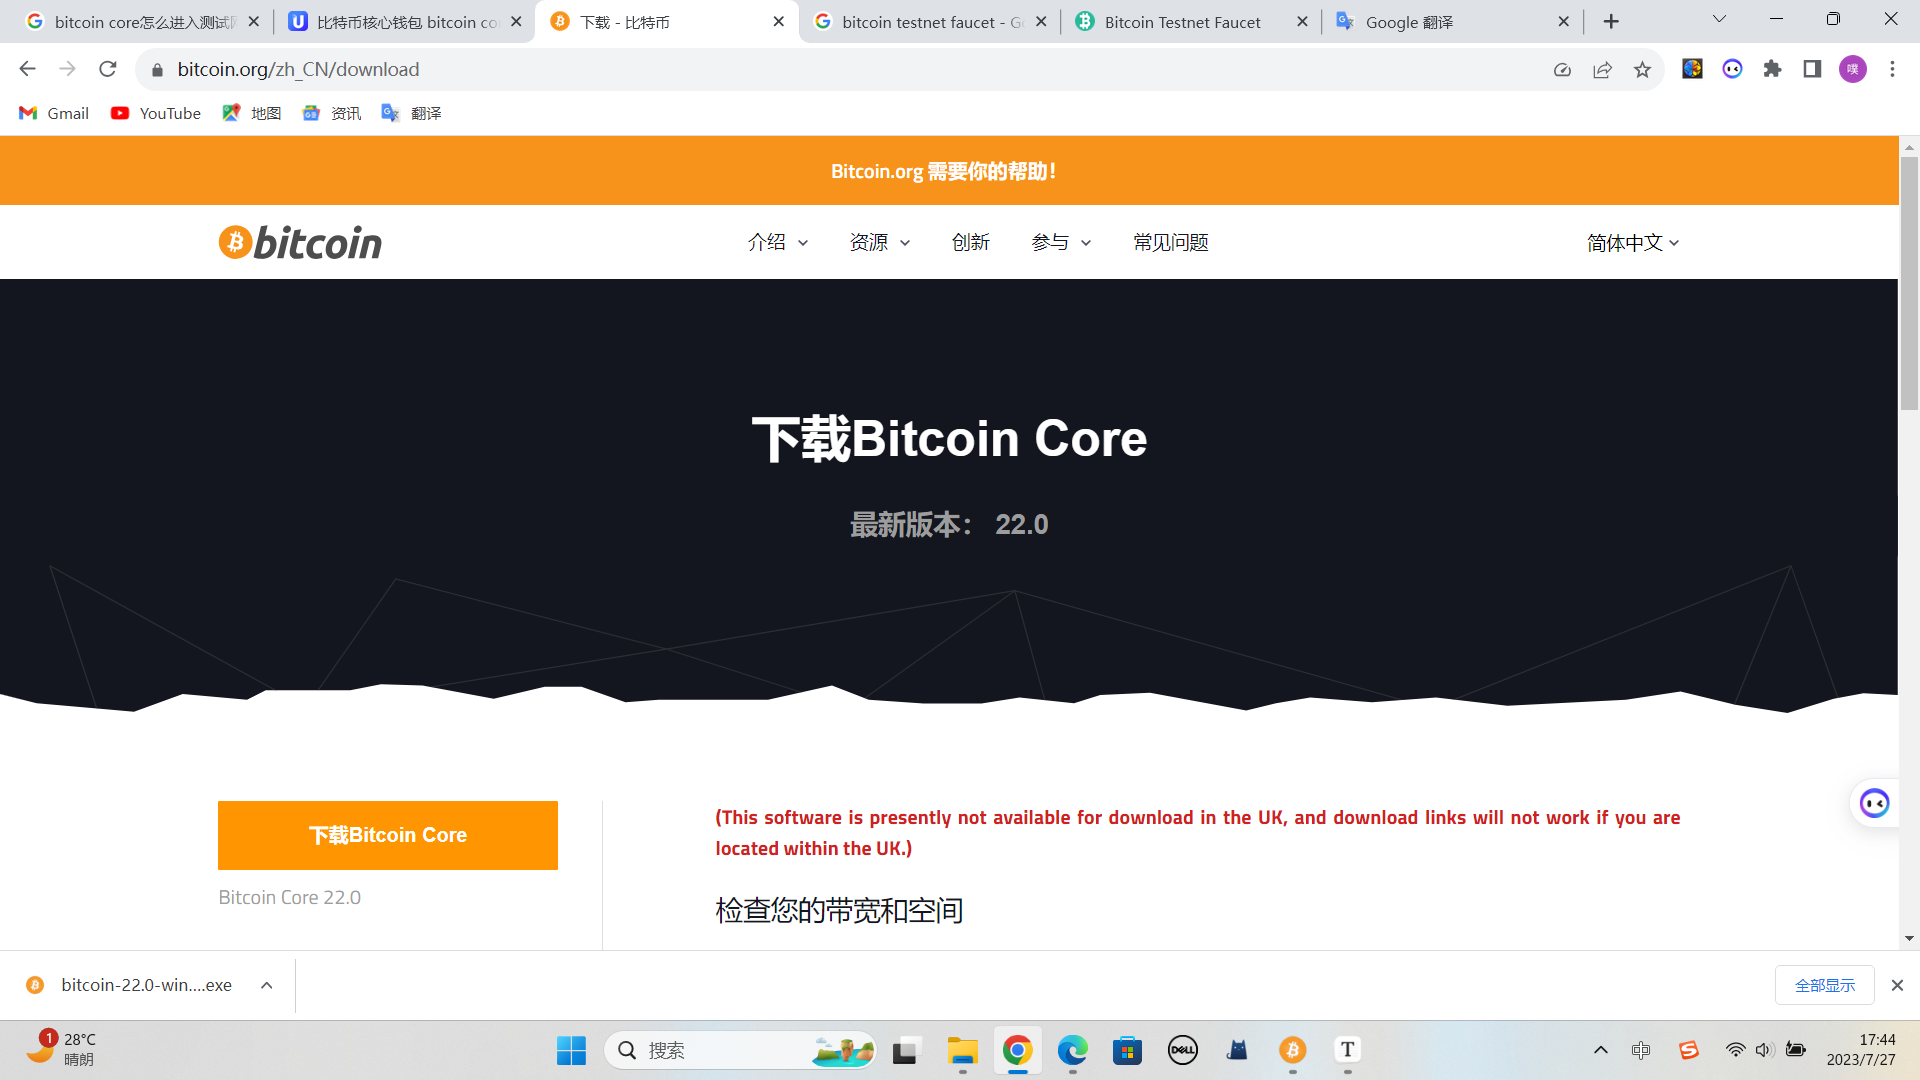 bitcoin core怎么进入测试
比特币核心钱包 bitcoin co
下载 - 比特币
bitcoin testnet faucet - G
Bitcoin Testnet Faucet
Google 翻译
bitcoin.org/zh_CN/download
噗
Gmail
YouTube
地图
资讯
翻译
Bitcoin.org 需要你的帮助！
bitcoin
介绍
资源
创新
参与
常见问题
简体中文
下载Bitcoin Core
最新版本： 22.0
下载Bitcoin Core
Bitcoin Core 22.0
(This software is presently not available for download in the UK, and download links will not work if you are
located within the UK.)
检查您的带宽和空间
bitcoin-22.0-win....exe
全部显示
1
28°C
晴朗
搜索
DELL
T
中
17:44
2023/7/27